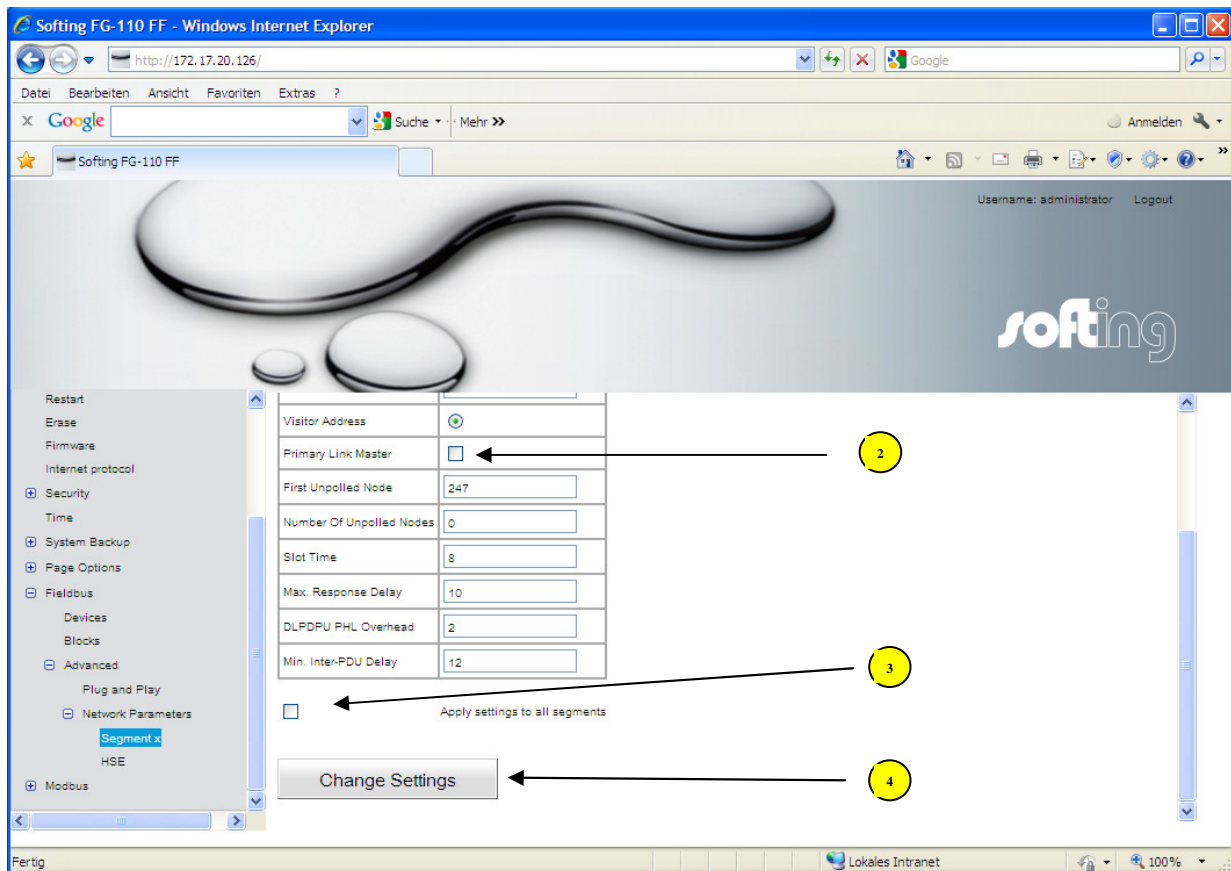 Softing FG-110 FF - Windows Internet Explorer
http://172.17.20.126/
Google
Datei Bearbeiten Ansicht Favoriten Extras ?
x Google Suche Mehr >>
Anmelden
Softing FG-110 FF
Username: administrator Logout
softing
Restart
Erase
Firmware
Internet protocol
Security
Time
System Backup
Page Options
Fieldbus
Devices
Blocks
Advanced
Plug and Play
Network Parameters
Segment x
HSE
Modbus
Visitor Address
Primary Link Master
2
First Unpolled Node 247
Number Of Unpolled Nodes 0
Slot Time 8
Max. Response Delay 10
DLPDPU PHL Overhead 2
Min. Inter-PDU Delay 12
3
Apply settings to all segments
Change Settings
4
Fertig
Lokales Intranet
100%